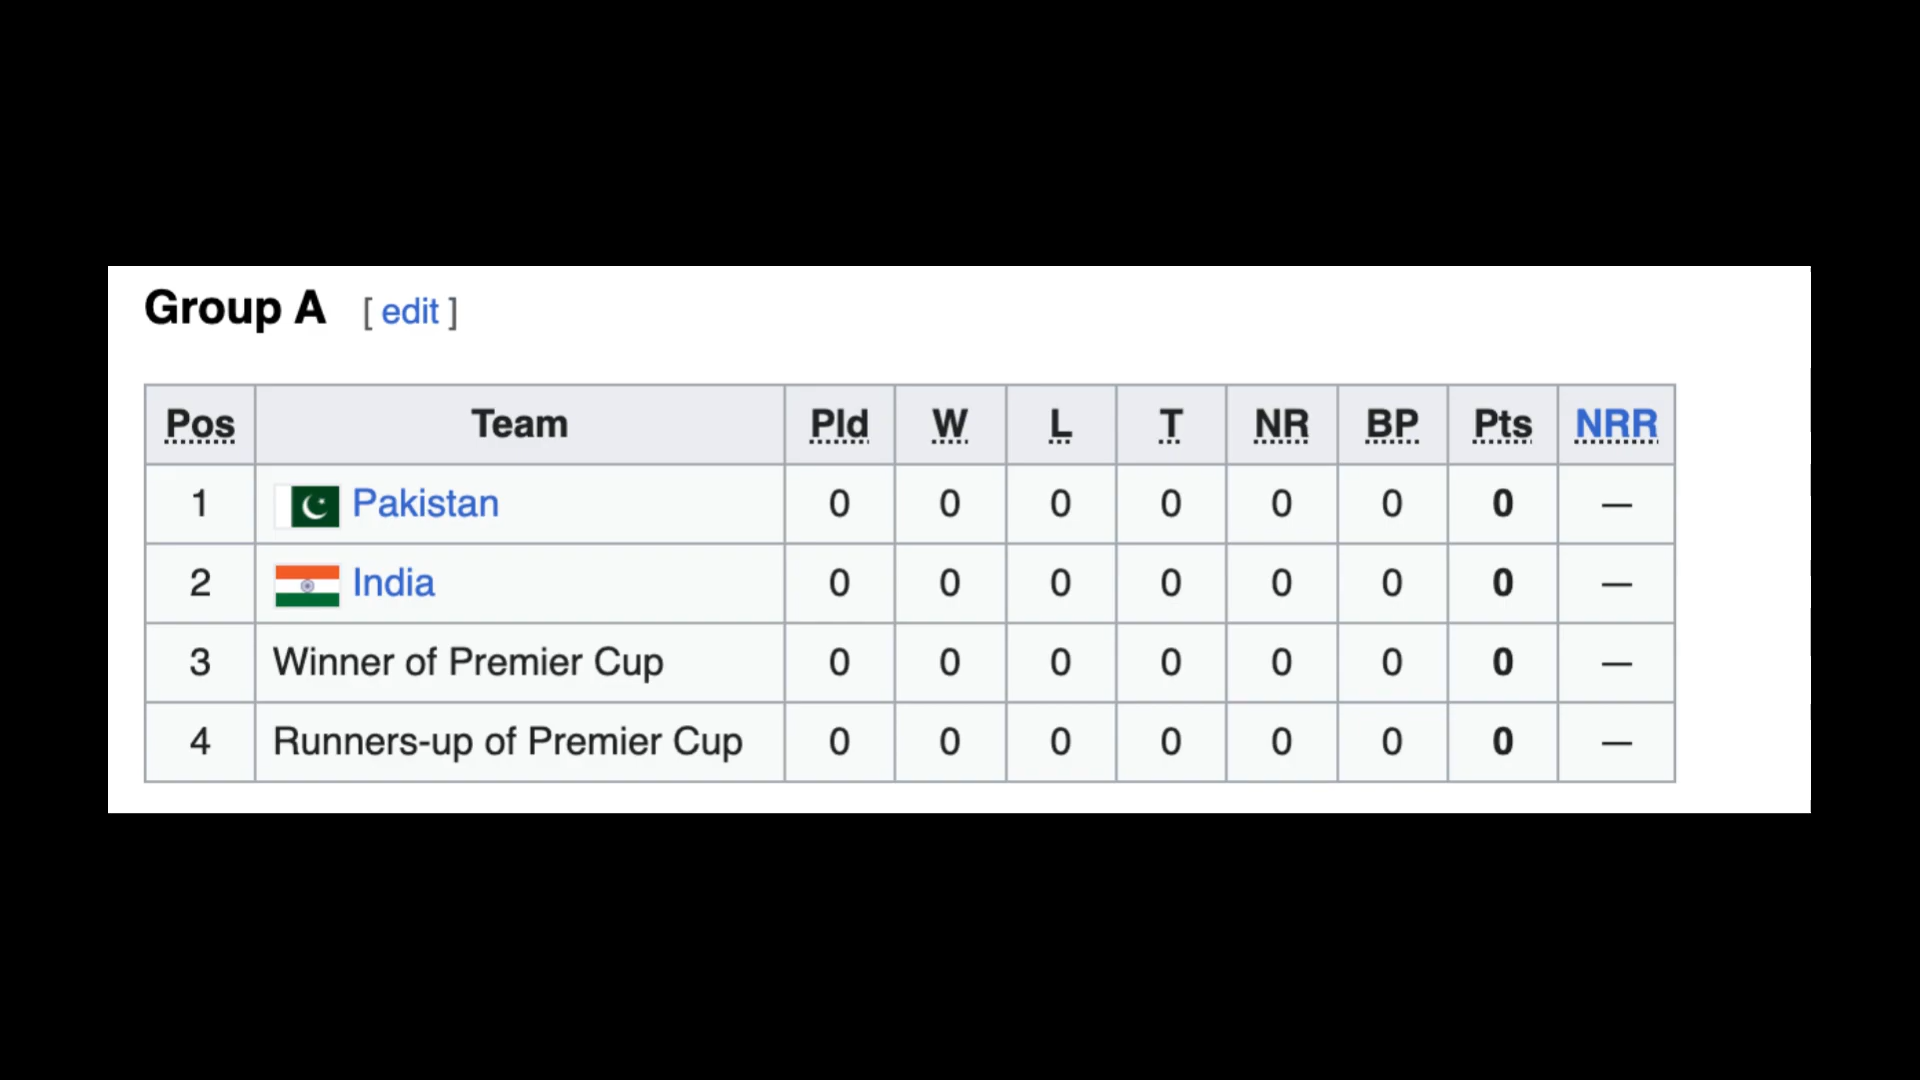 Group A [ edit ]
Pos Team Pld W L T NR BP Pts NRR
1 Pakistan 0 0 0 0 0 0 0 —
2 India 0 0 0 0 0 0 0 —
3 Winner of Premier Cup 0 0 0 0 0 0 0 —
4 Runners-up of Premier Cup 0 0 0 0 0 0 0 —